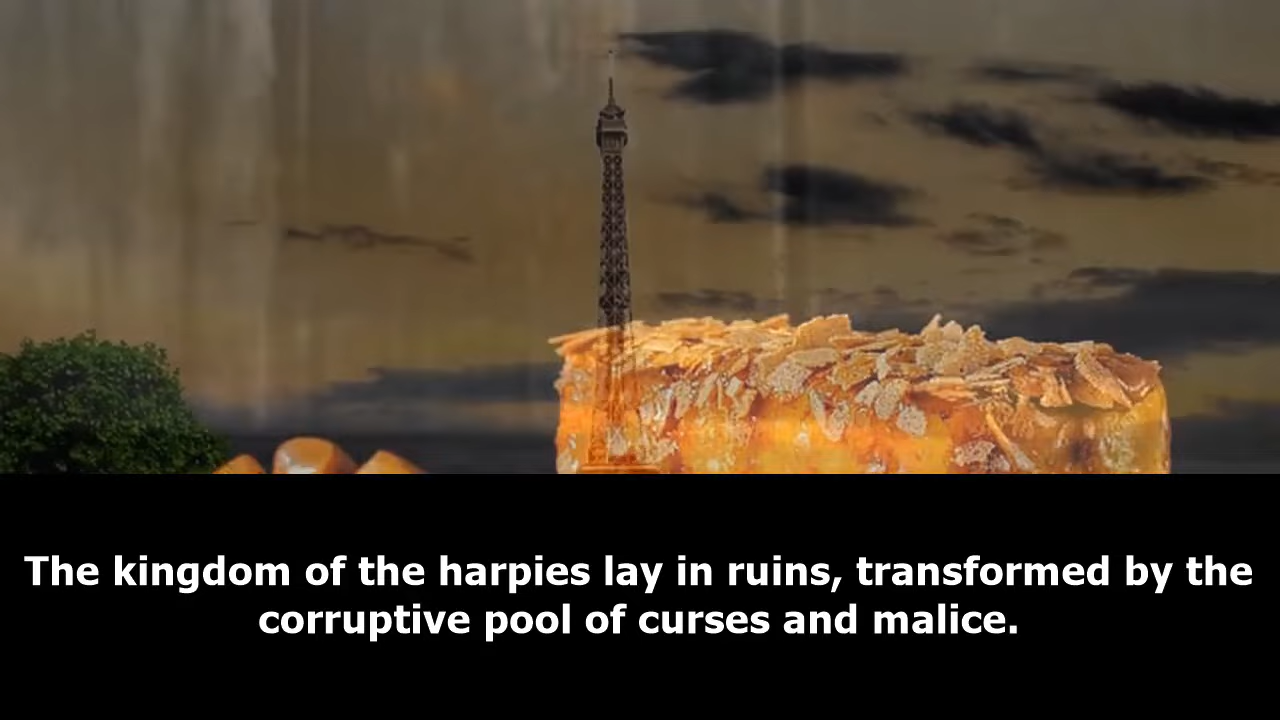 The kingdom of the harpies lay in ruins, transformed by the
corruptive pool of curses and malice.